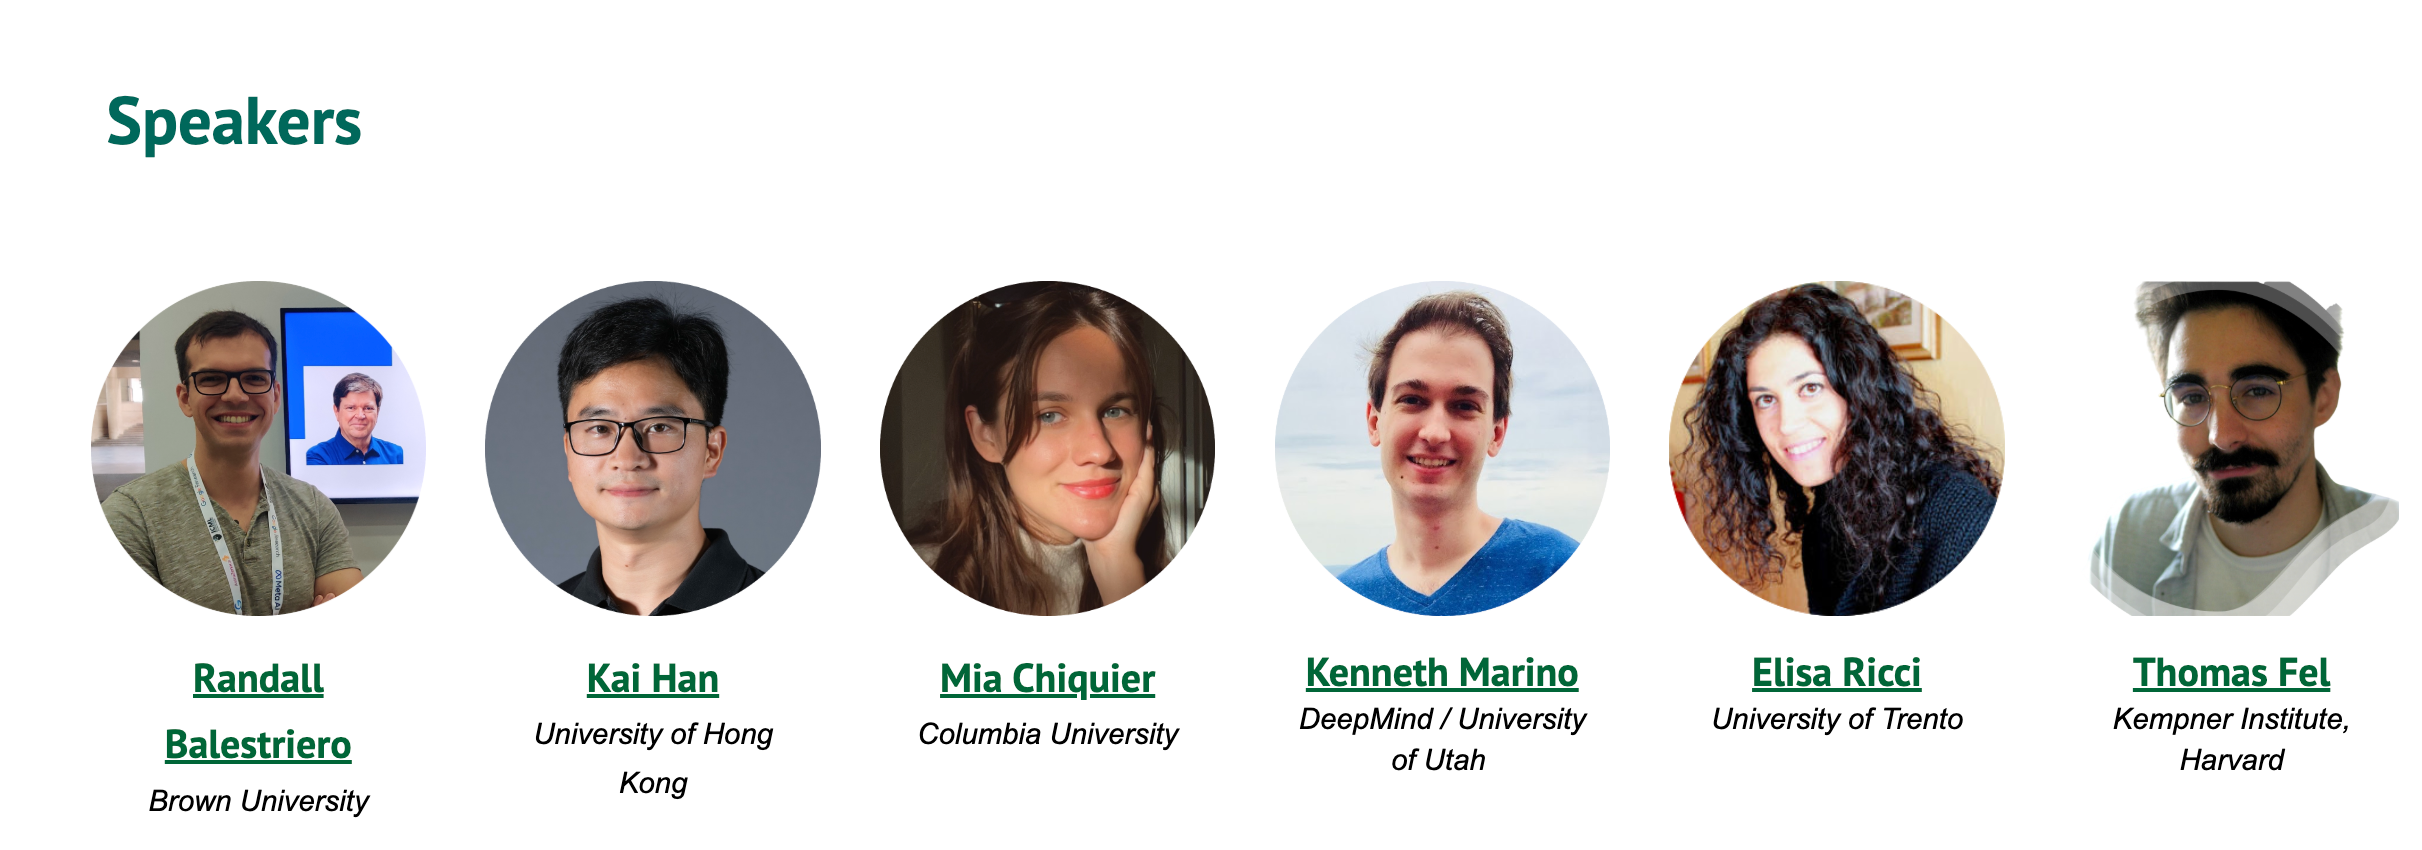 Speakers
Randall
Balestriero
Brown University
Kai Han
University of Hong
Kong
Mia Chiquier
Columbia University
Kenneth Marino
DeepMind / University
of Utah
Elisa Ricci
University of Trento
Thomas Fel
Kempner Institute,
Harvard